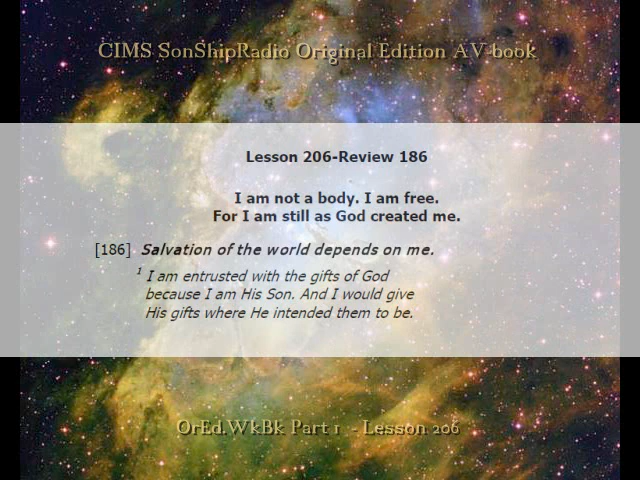 CIMS SonShipRadio Original Edition AV-book
Lesson 206-Review 186
I am not a body. I am free.
For I am still as God created me.
[186] Salvation of the world depends on me.
1 I am entrusted with the gifts of God
because I am His Son. And I would give
His gifts where He intended them to be.
OrEd.WkBk Part 1 - Lesson 206